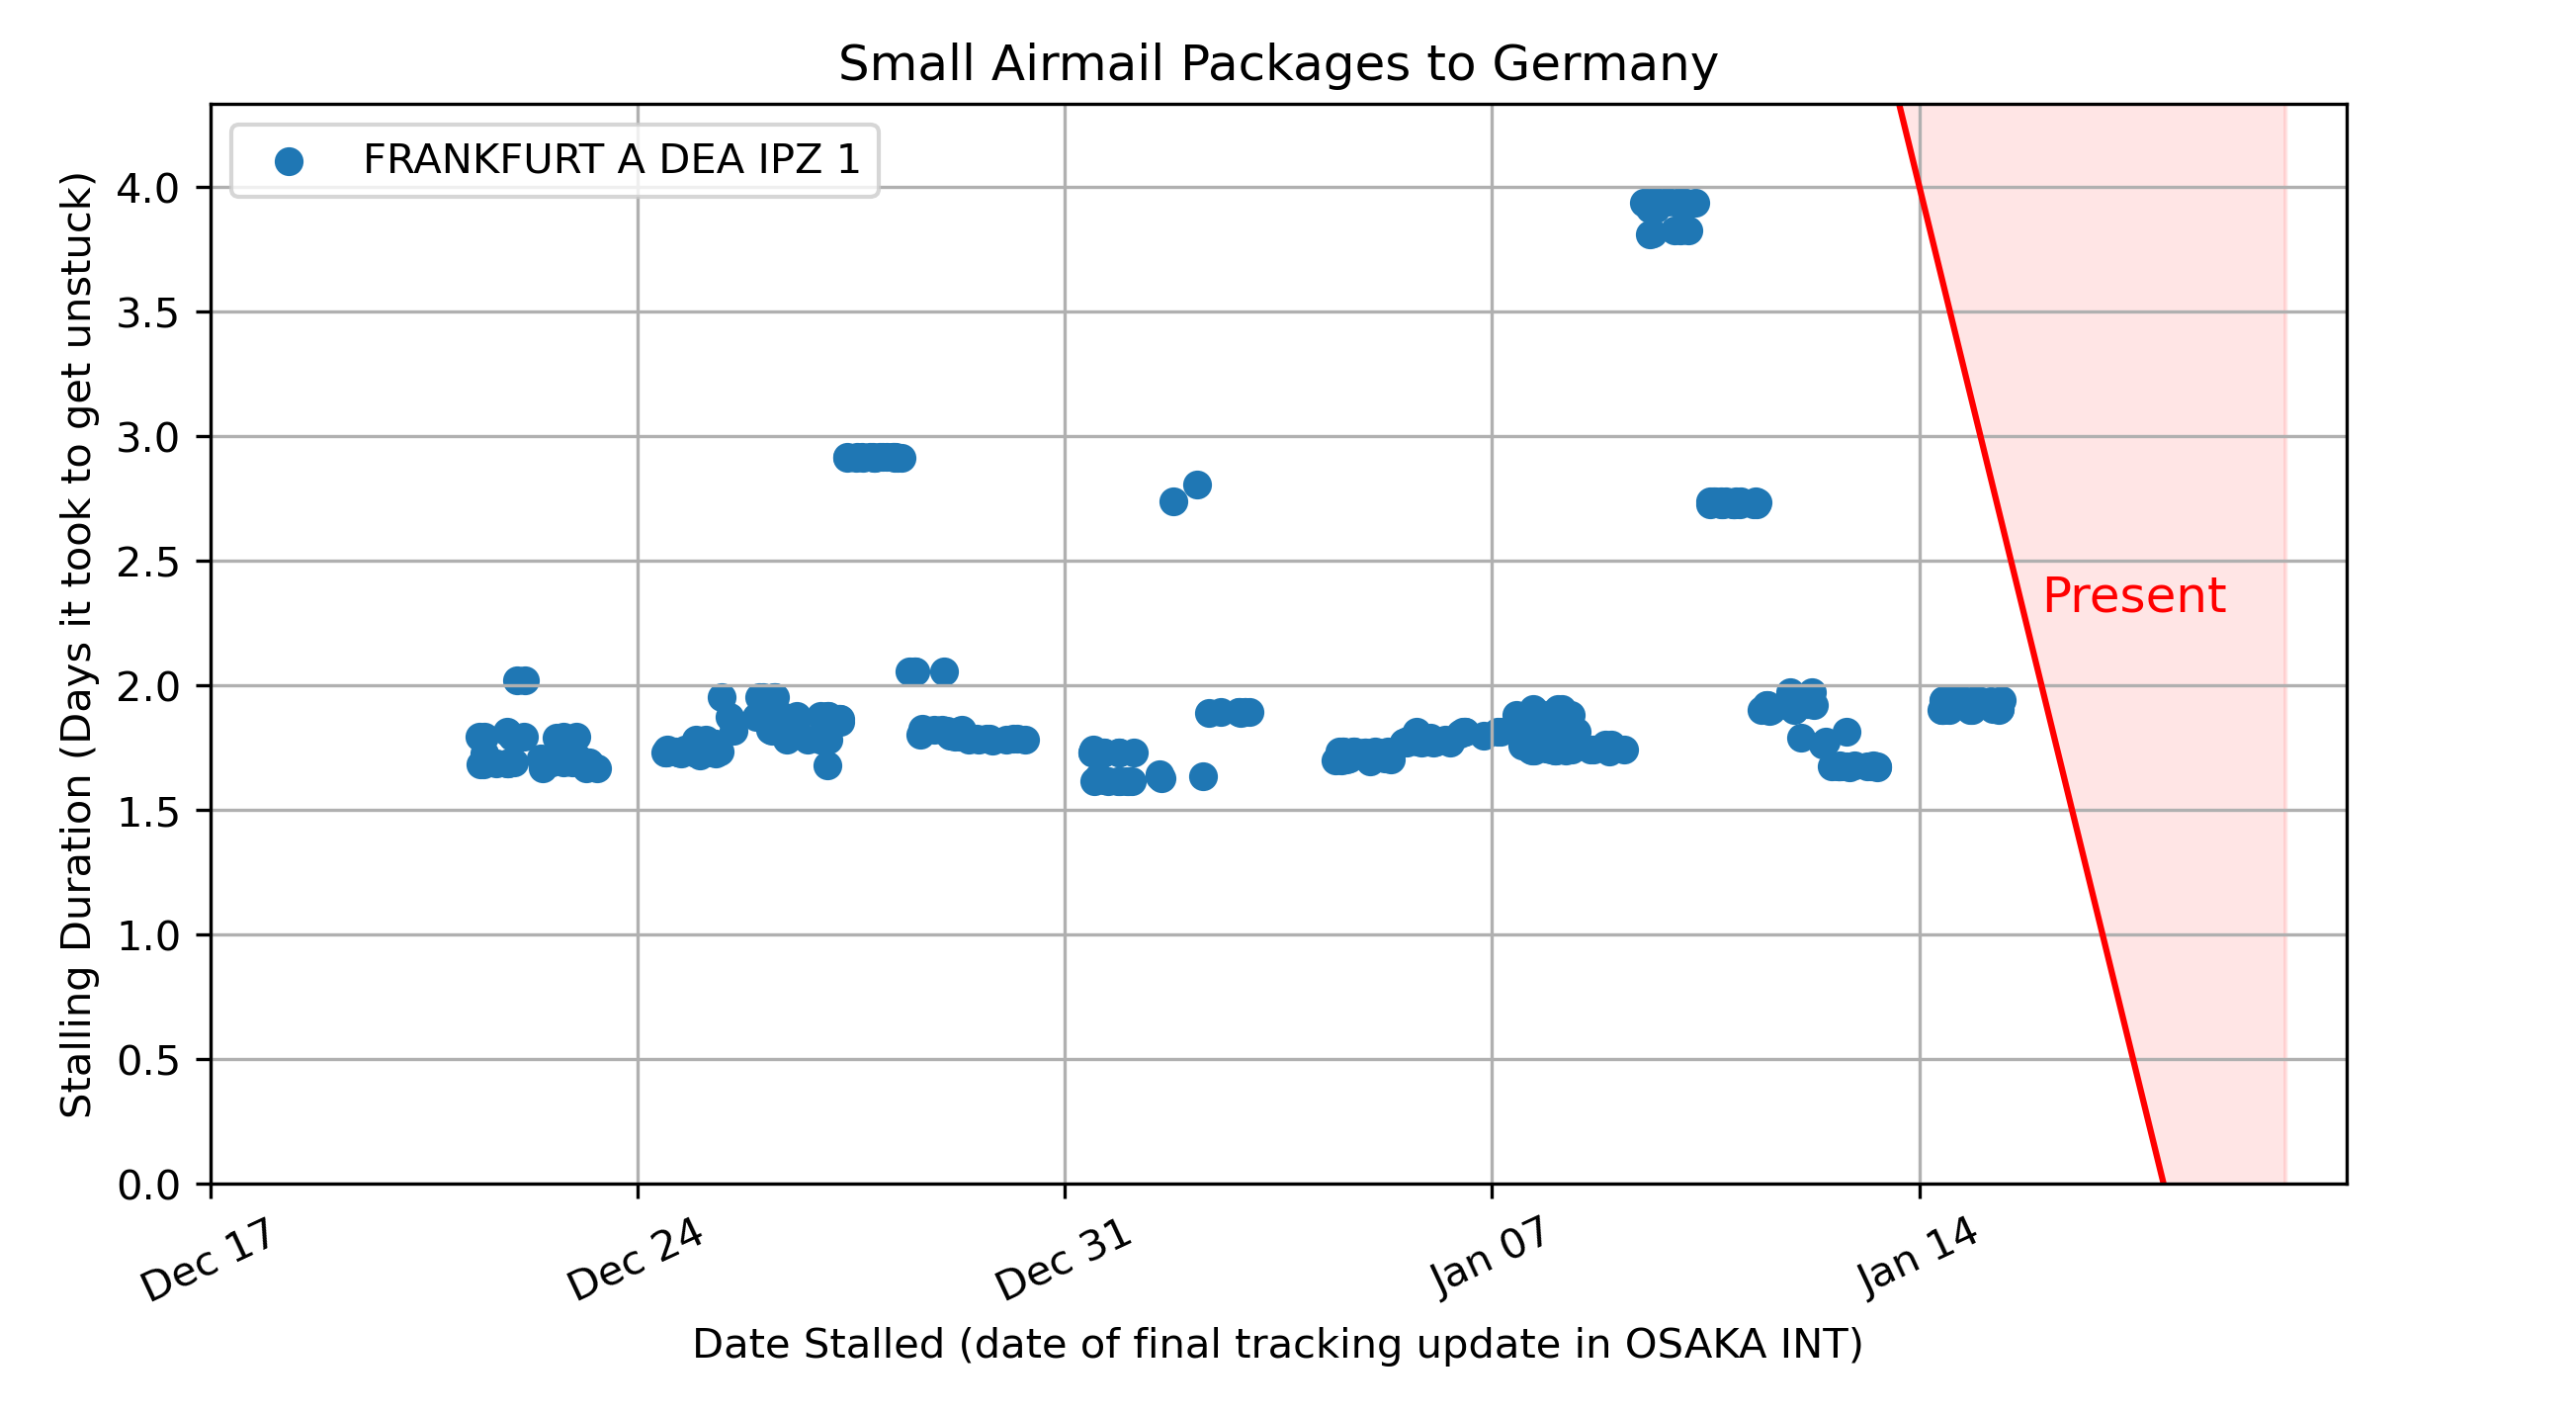 Small Airmail Packages to Germany
FRANKFURT A DEA IPZ 1
Stalling Duration (Days it took to get unstuck)
4.0
3.5
3.0
2.5
2.0
1.5
1.0
0.5
0.0
Present
Dec 17
Dec 24
Dec 31
Jan 07
Jan 14
Date Stalled (date of final tracking update in OSAKA INT)